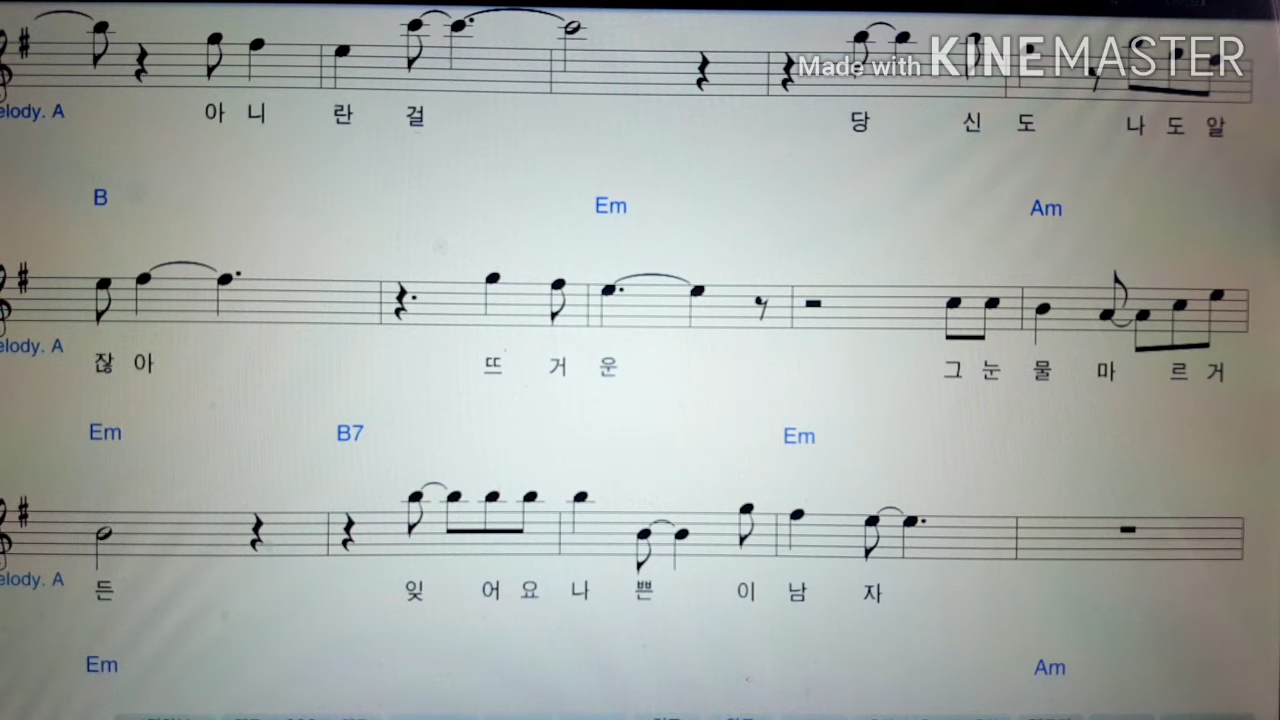 Made with KINEMASTER
elody. A 아 니 란 걸 당 신 도 나 도 알
B Em Am
elody. A 잖 아 뜨 거 운 그 눈 물 마 르 거
Em B7 Em
elody. A 든 잊 어 요 나 쁜 이 남 자
Em Am